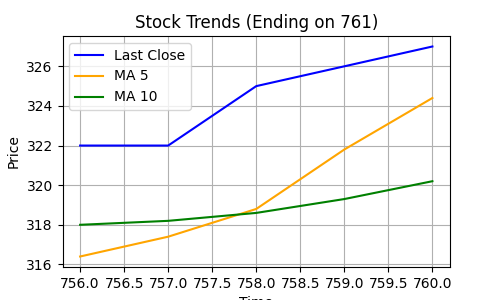 Stock Trends (Ending on 761)
Last Close
MA 5
MA 10
Price
326
324
322
320
318
316
756.0 756.5 757.0 757.5 758.0 758.5 759.0 759.5 760.0
Time